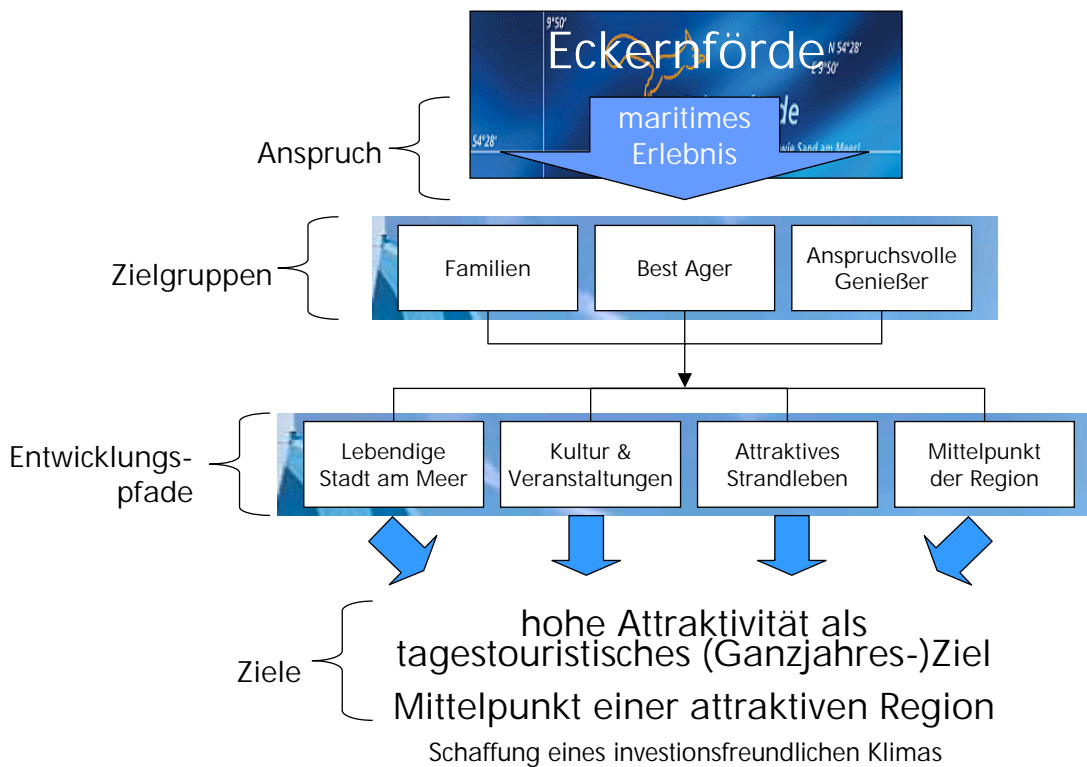 9°50'
Eckernförde
N 54°28'
E 9°50'
de
maritimes
Erlebnis
54°28'
wie Sand am Meer!
Anspruch
Zielgruppen
Familien
Best Ager
Anspruchsvolle
Genießer
Entwicklungs-
pfade
Lebendige
Stadt am Meer
Kultur &
Veranstaltungen
Attraktives
Strandleben
Mittelpunkt
der Region
Ziele
hohe Attraktivität als
tagestouristisches (Ganzjahres-)Ziel
Mittelpunkt einer attraktiven Region
Schaffung eines investionsfreundlichen Klimas